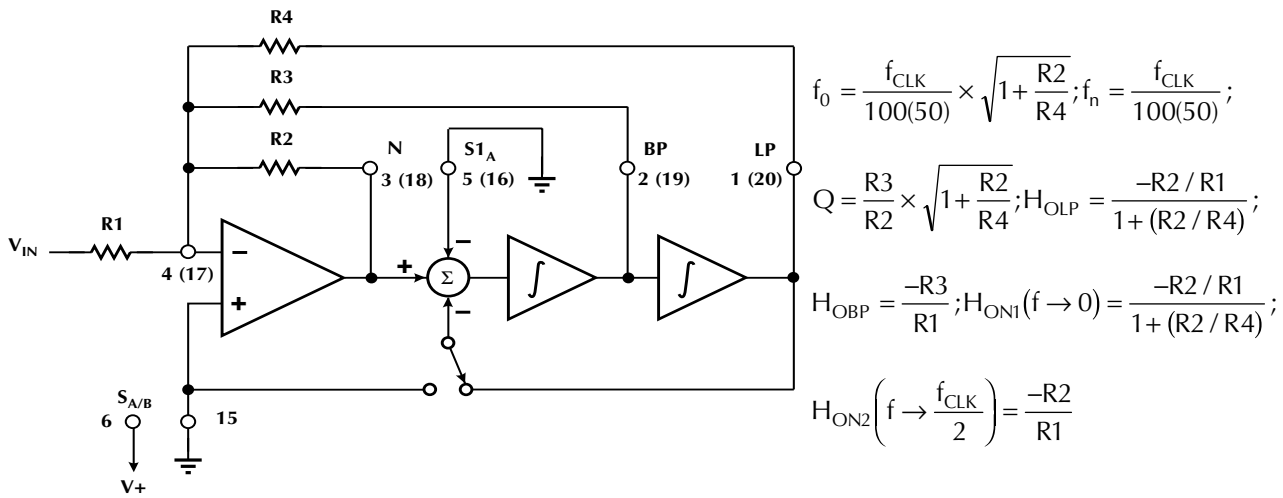 R4
R3
R2
N
3 (18)
S1A
5 (16)
BP
2 (19)
LP
1 (20)
R1
VIN
4 (17)
−
+
+
−
Σ
−
∫
∫
SA/B
6
15
V+
f0 = fCLK / 100(50) × √(1 + R2/R4); fn = fCLK / 100(50);
Q = R3/R2 × √(1 + R2/R4); HOLP = −R2 / R1 / 1 + (R2 / R4);
HOBP = −R3 / R1; HON1(f → 0) = −R2 / R1 / 1 + (R2 / R4);
HON2(f → fCLK / 2) = −R2 / R1